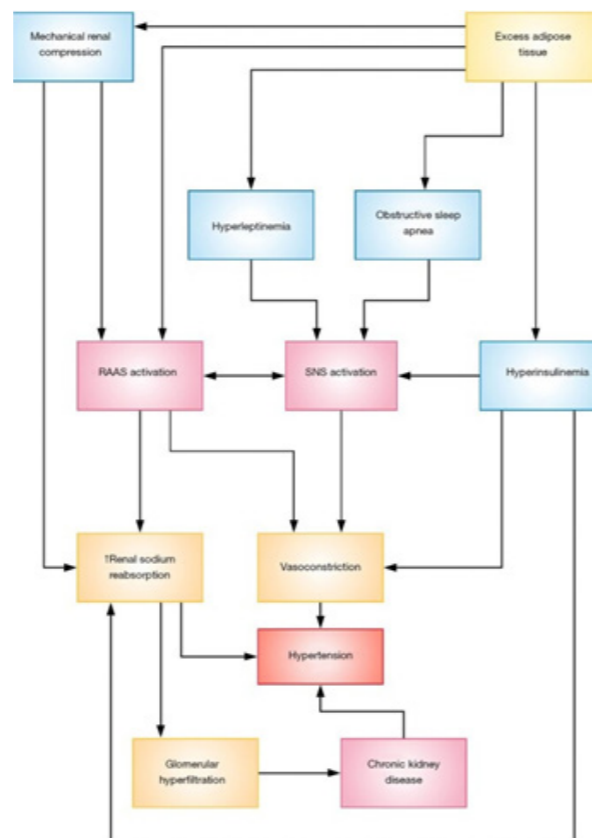 Mechanical renal
compression
Excess adipose
tissue
Hyperleptinemia
Obstructive sleep
apnea
RAAS activation
SNS activation
Hyperinsulinemia
↑Renal sodium
reabsorption
Vasoconstriction
Hypertension
Glomerular
hyperfiltration
Chronic kidney
disease